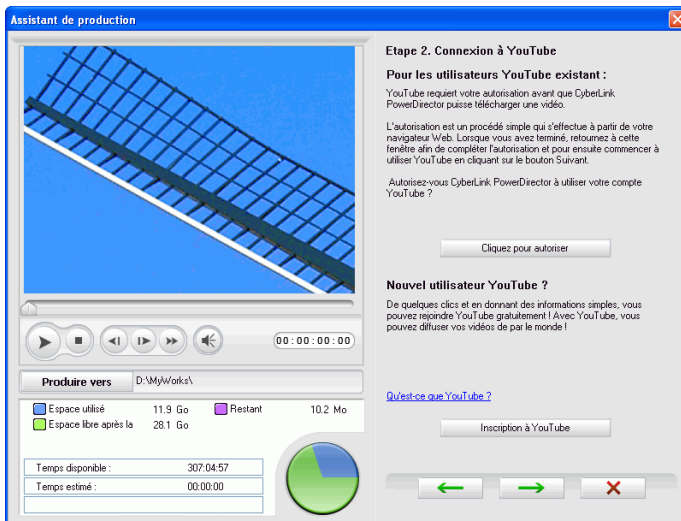 Assistant de production
Etape 2. Connexion à YouTube
Pour les utilisateurs YouTube existant :
YouTube requiert votre autorisation avant que CyberLink
PowerDirector puisse télécharger une vidéo.
L'autorisation est un procédé simple qui s'effectue à partir de votre
navigateur Web. Lorsque vous avez terminé, retournez à cette
fenêtre afin de compléter l'autorisation et pour ensuite commencer à
utiliser YouTube en cliquant sur le bouton Suivant.
Autorisez-vous CyberLink PowerDirector à utiliser votre compte
YouTube ?
Cliquez pour autoriser
Nouvel utilisateur YouTube ?
De quelques clics et en donnant des informations simples, vous
pouvez rejoindre YouTube gratuitement ! Avec YouTube, vous
pouvez diffuser vos vidéos de par le monde !
Qu'est-ce que YouTube ?
Inscription à YouTube
00:00:00:00
Produire vers D:\MyWorks\
Espace utilisé 11.9 Go Restant 10.2 Mo
Espace libre après la 28.1 Go
Temps disponible : 307:04:57
Temps estimé : 00:00:00